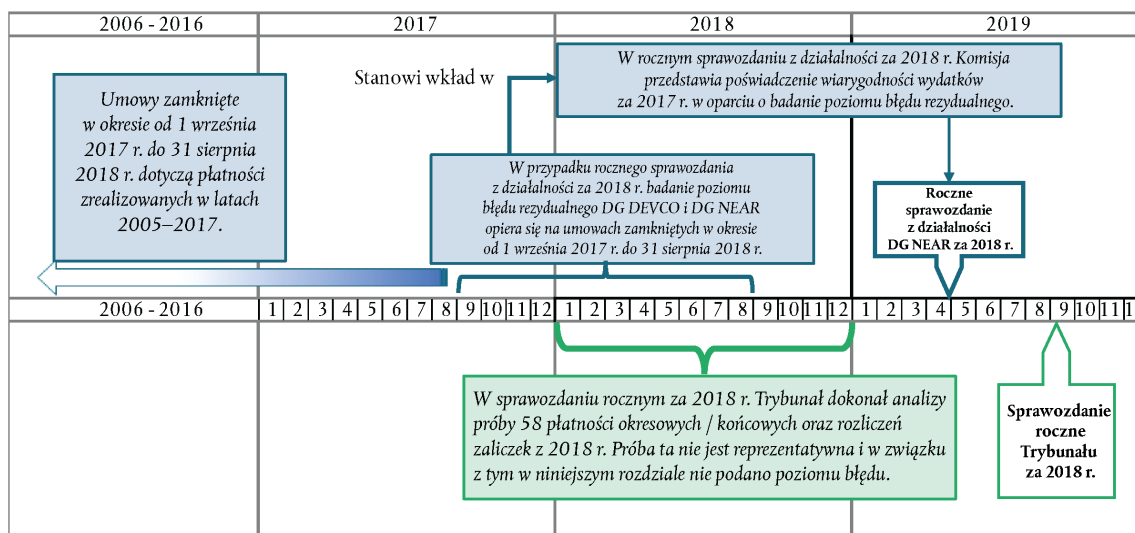 2006-2016 2017 2018 2019
Stanowi wkład w
W rocznym sprawozdaniu z działalności za 2018 r. Komisja
przedstawia poświadczenie wiarygodności wydatków
za 2017 r. w oparciu o badanie poziomu błędu rezydualnego.
Umowy zamknięte
w okresie od 1 września
2017 r. do 31 sierpnia
2018 r. dotyczą płatności
zrealizowanych w latach
2005–2017.
W przypadku rocznego sprawozdania
z działalności za 2018 r. badanie poziomu
błędu rezydualnego DG DEVCO i DG NEAR
opiera się na umowach zamkniętych w okresie
od 1 września 2017 r. do 31 sierpnia 2018 r.
Roczne
sprawozdanie
z działalności
DG NEAR za 2018 r.
2006-2016 1 2 3 4 5 6 7 8 9 10 11 12 1 2 3 4 5 6 7 8 9 10 11 12 1 2 3 4 5 6 7 8 9 10 11 1
W sprawozdaniu rocznym za 2018 r. Trybunał dokonał analizy
próby 58 płatności okresowych / końcowych oraz rozliczeń
zaliczek z 2018 r. Próba ta nie jest reprezentatywna i w związku
z tym w niniejszym rozdziale nie podano poziomu błędu.
Sprawozdanie
roczne
Trybunału
za 2018 r.